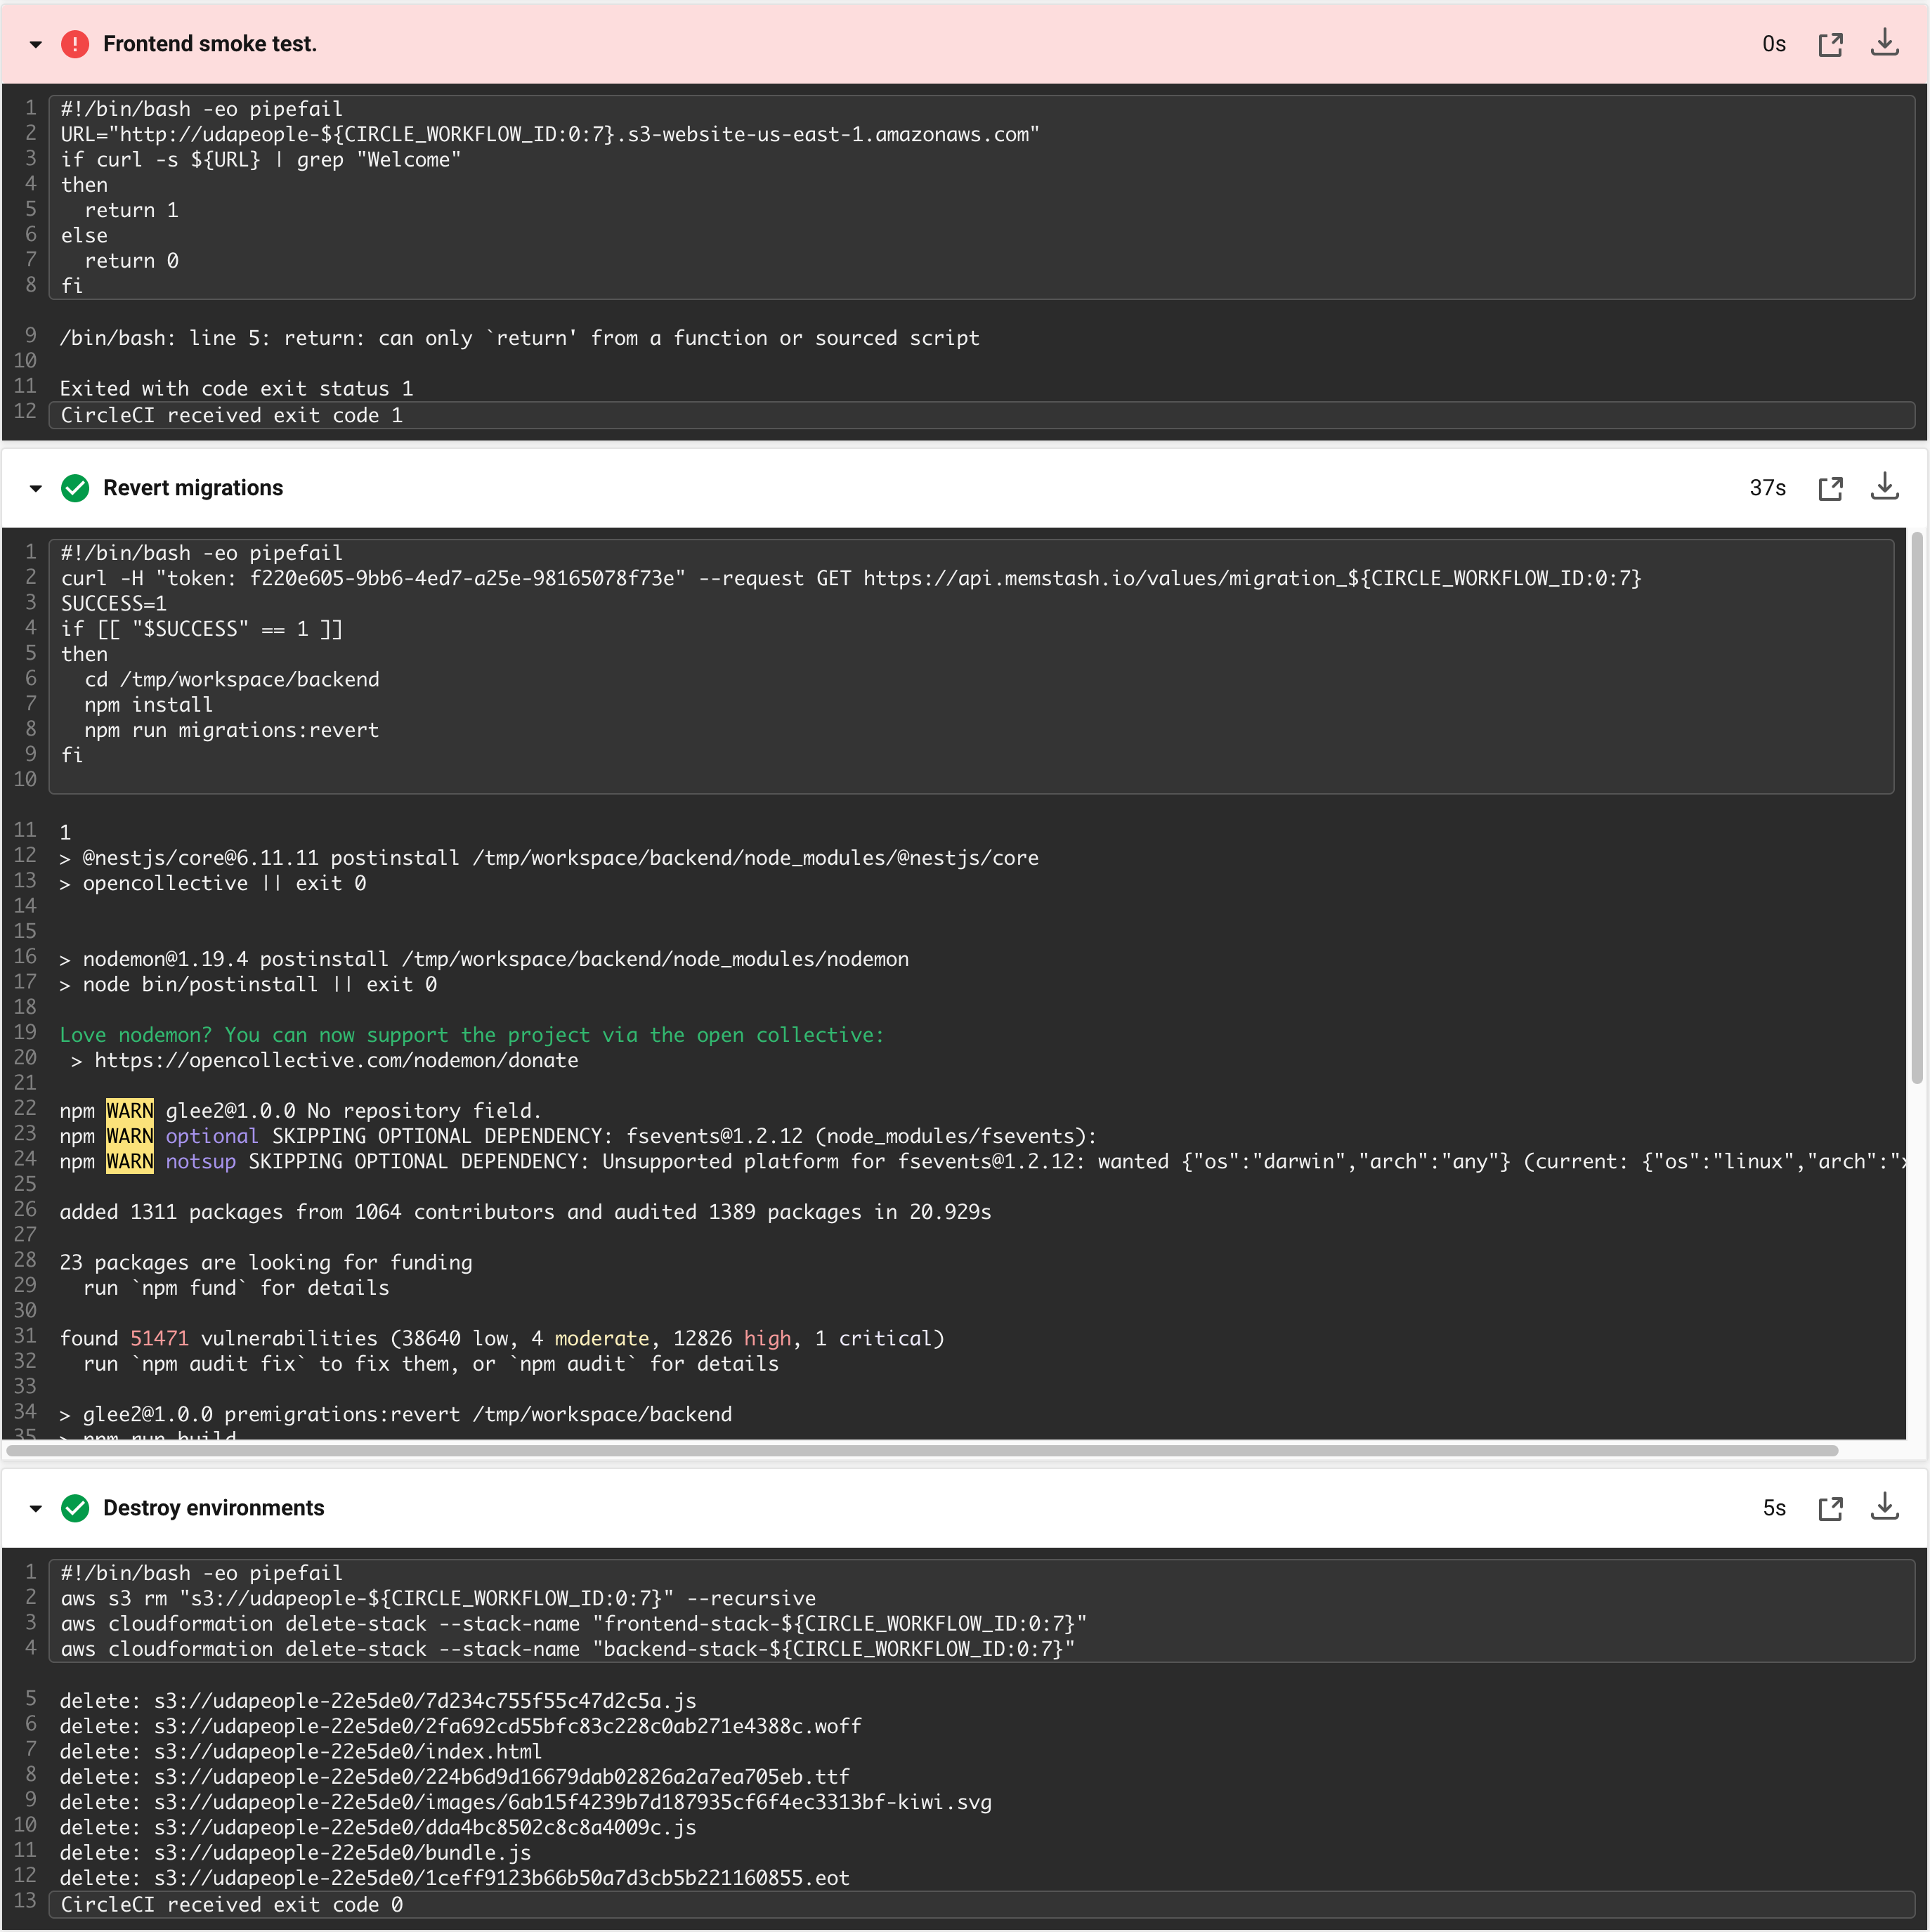 Frontend smoke test.
0s
1 #!/bin/bash -eo pipefail
2 URL="http://udapeople-${CIRCLE_WORKFLOW_ID:0:7}.s3-website-us-east-1.amazonaws.com"
3 if curl -s ${URL} | grep "Welcome"
4 then
5   return 1
6 else
7   return 0
8 fi
9 /bin/bash: line 5: return: can only `return' from a function or sourced script
10
11 Exited with code exit status 1
12 CircleCI received exit code 1
Revert migrations
37s
1 #!/bin/bash -eo pipefail
2 curl -H "token: f220e605-9bb6-4ed7-a25e-98165078f73e" --request GET https://api.memstash.io/values/migration_${CIRCLE_WORKFLOW_ID:0:7}
3 SUCCESS=1
4 if [[ "$SUCCESS" == 1 ]]
5 then
6   cd /tmp/workspace/backend
7   npm install
8   npm run migrations:revert
9 fi
10
11 1
12 > @nestjs/core@6.11.11 postinstall /tmp/workspace/backend/node_modules/@nestjs/core
13 > opencollective || exit 0
14
15
16 > nodemon@1.19.4 postinstall /tmp/workspace/backend/node_modules/nodemon
17 > node bin/postinstall || exit 0
18
19 Love nodemon? You can now support the project via the open collective:
20  > https://opencollective.com/nodemon/donate
21
22 npm WARN glee2@1.0.0 No repository field.
23 npm WARN optional SKIPPING OPTIONAL DEPENDENCY: fsevents@1.2.12 (node_modules/fsevents):
24 npm WARN notsup SKIPPING OPTIONAL DEPENDENCY: Unsupported platform for fsevents@1.2.12: wanted {"os":"darwin","arch":"any"} (current: {"os":"linux","arch":"
25
26 added 1311 packages from 1064 contributors and audited 1389 packages in 20.929s
27
28 23 packages are looking for funding
29   run `npm fund` for details
30
31 found 51471 vulnerabilities (38640 low, 4 moderate, 12826 high, 1 critical)
32   run `npm audit fix` to fix them, or `npm audit` for details
33
34 > glee2@1.0.0 premigrations:revert /tmp/workspace/backend
35 > npm run build
Destroy environments
5s
1 #!/bin/bash -eo pipefail
2 aws s3 rm "s3://udapeople-${CIRCLE_WORKFLOW_ID:0:7}" --recursive
3 aws cloudformation delete-stack --stack-name "frontend-stack-${CIRCLE_WORKFLOW_ID:0:7}"
4 aws cloudformation delete-stack --stack-name "backend-stack-${CIRCLE_WORKFLOW_ID:0:7}"
5 delete: s3://udapeople-22e5de0/7d234c755f55c47d2c5a.js
6 delete: s3://udapeople-22e5de0/2fa692cd55bfc83c228c0ab271e4388c.woff
7 delete: s3://udapeople-22e5de0/index.html
8 delete: s3://udapeople-22e5de0/224b6d9d16679dab02826a2a7ea705eb.ttf
9 delete: s3://udapeople-22e5de0/images/6ab15f4239b7d187935cf6f4ec3313bf-kiwi.svg
10 delete: s3://udapeople-22e5de0/dda4bc8502c8c8a4009c.js
11 delete: s3://udapeople-22e5de0/bundle.js
12 delete: s3://udapeople-22e5de0/1ceff9123b66b50a7d3cb5b221160855.eot
13 CircleCI received exit code 0